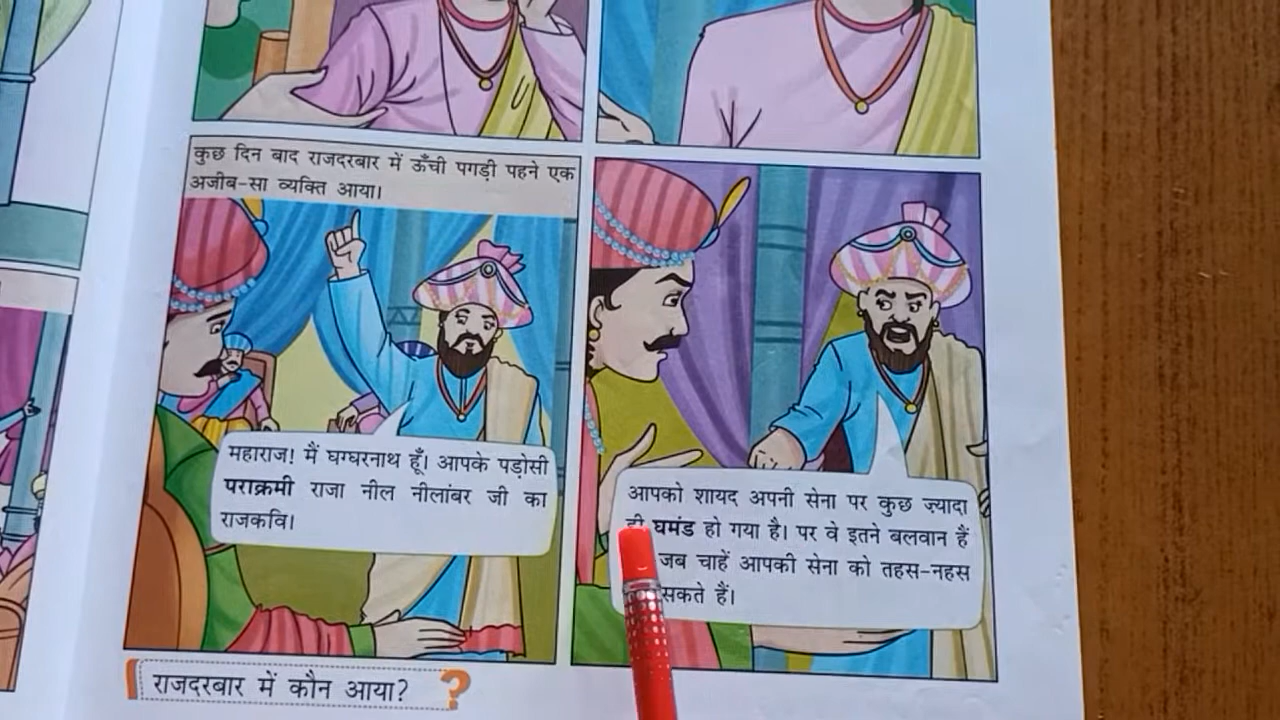 कुछ दिन बाद राजदरबार में ऊँची पगड़ी पहने एक
अजीब-सा व्यक्ति आया।
महाराज! मैं घग्घरनाथ हूँ। आपके पड़ोसी
पराक्रमी राजा नील नीलांबर जी का
राजकवि।
आपको शायद अपनी सेना पर कुछ ज़्यादा
ही घमंड हो गया है। पर वे इतने बलवान हैं
जब चाहें आपकी सेना को तहस-नहस
सकते हैं।
राजदरबार में कौन आया?
?